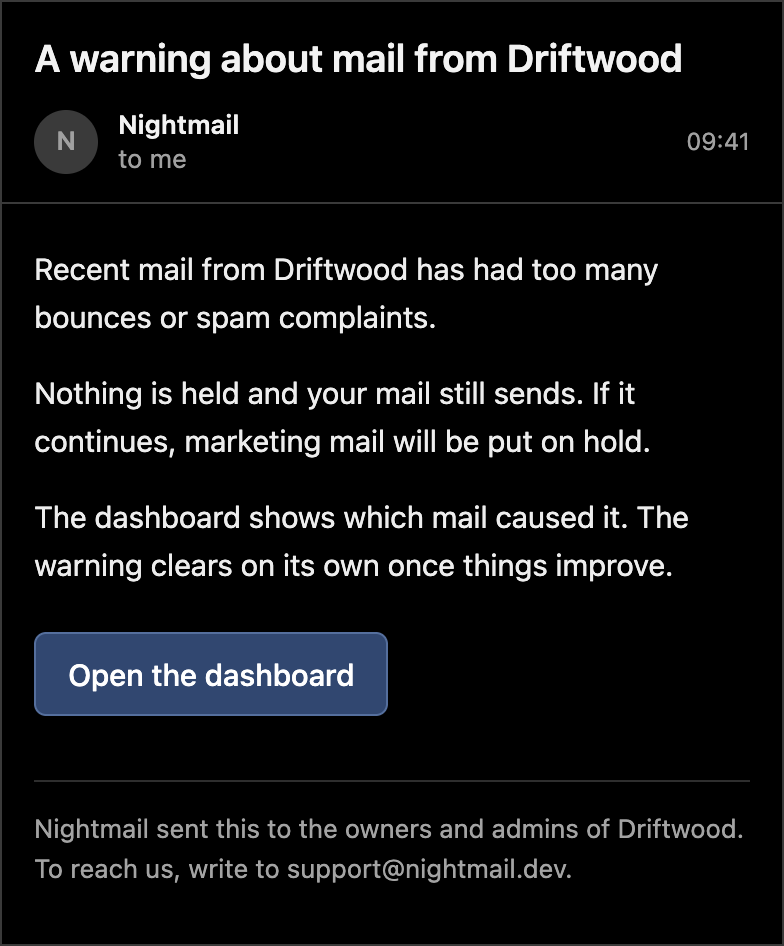 A warning about mail from Driftwood
N
Nightmail
to me
09:41
Recent mail from Driftwood has had too many
bounces or spam complaints.
Nothing is held and your mail still sends. If it
continues, marketing mail will be put on hold.
The dashboard shows which mail caused it. The
warning clears on its own once things improve.
Open the dashboard
Nightmail sent this to the owners and admins of Driftwood.
To reach us, write to support@nightmail.dev.